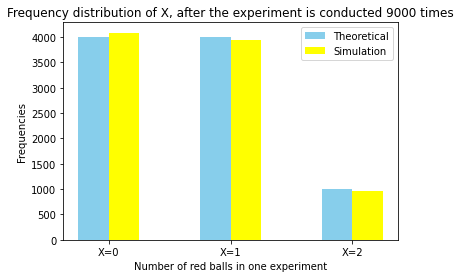 Frequency distribution of X, after the experiment is conducted 9000 times
Theoretical
Simulation
Frequencies
4000
3500
3000
2500
2000
1500
1000
500
0
X=0
X=1
X=2
Number of red balls in one experiment